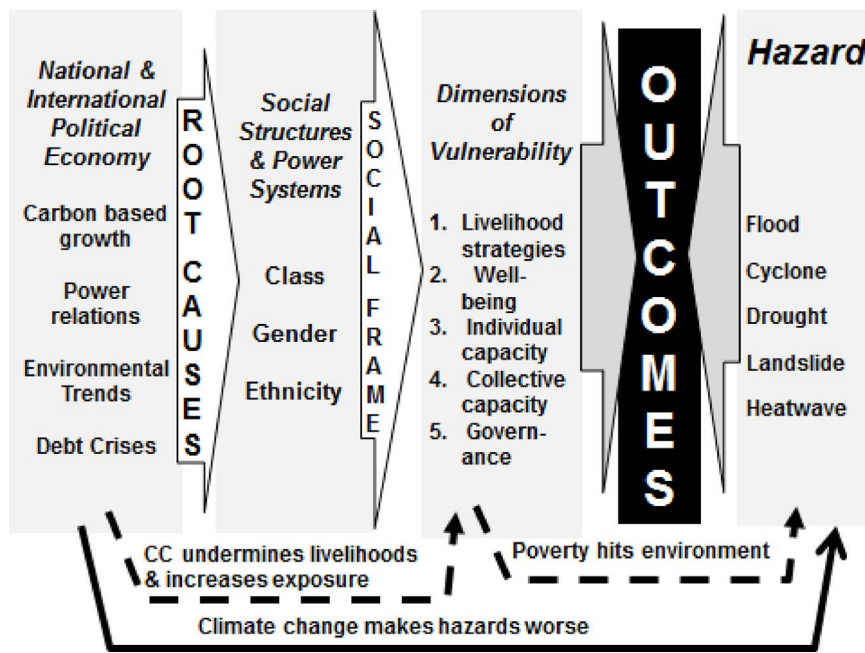 National &
International
Political
Economy
Carbon based
growth
Power
relations
Environmental
Trends
Debt Crises
ROOT CAUSES
Social
Structures
& Power
Systems
Class
Gender
Ethnicity
SOCIAL FRAME
Dimensions
of
Vulnerability
1. Livelihood
strategies
2. Well-
being
3. Individual
capacity
4. Collective
capacity
5. Govern-
ance
OUTCOMES
Hazard
Flood
Cyclone
Drought
Landslide
Heatwave
CC undermines livelihoods
& increases exposure
Poverty hits environment
Climate change makes hazards worse